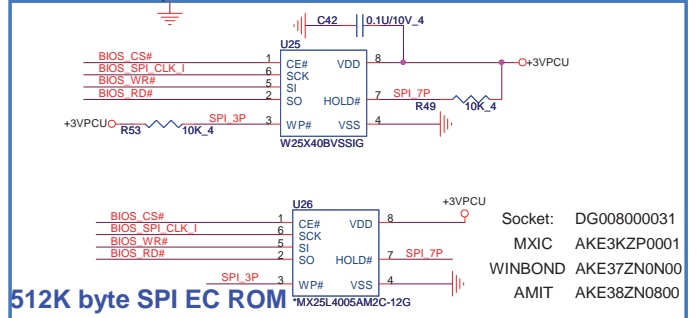 C42 0.1U/10V_4
U25
BIOS_CS# 1 CE# VDD 8 +3VPCU
BIOS_SPI_CLK_I 6 SCK
BIOS_WR# 5 SI
BIOS_RD# 2 SO HOLD# 7 SPI_7P
R49 10K_4
+3VPCU R53 10K_4 SPI_3P 3 WP# VSS 4
W25X40BVSSIG
U26
+3VPCU
BIOS_CS# 1 CE# VDD 8
BIOS_SPI_CLK_I 6 SCK
BIOS_WR# 5 SI
BIOS_RD# 2 SO HOLD# 7 SPI_7P
SPI_3P 3 WP# VSS 4
*MX25L4005AM2C-12G
512K byte SPI EC ROM
Socket: DG008000031
MXIC AKE3KZP0001
WINBOND AKE37ZN0N00
AMIT AKE38ZN0800